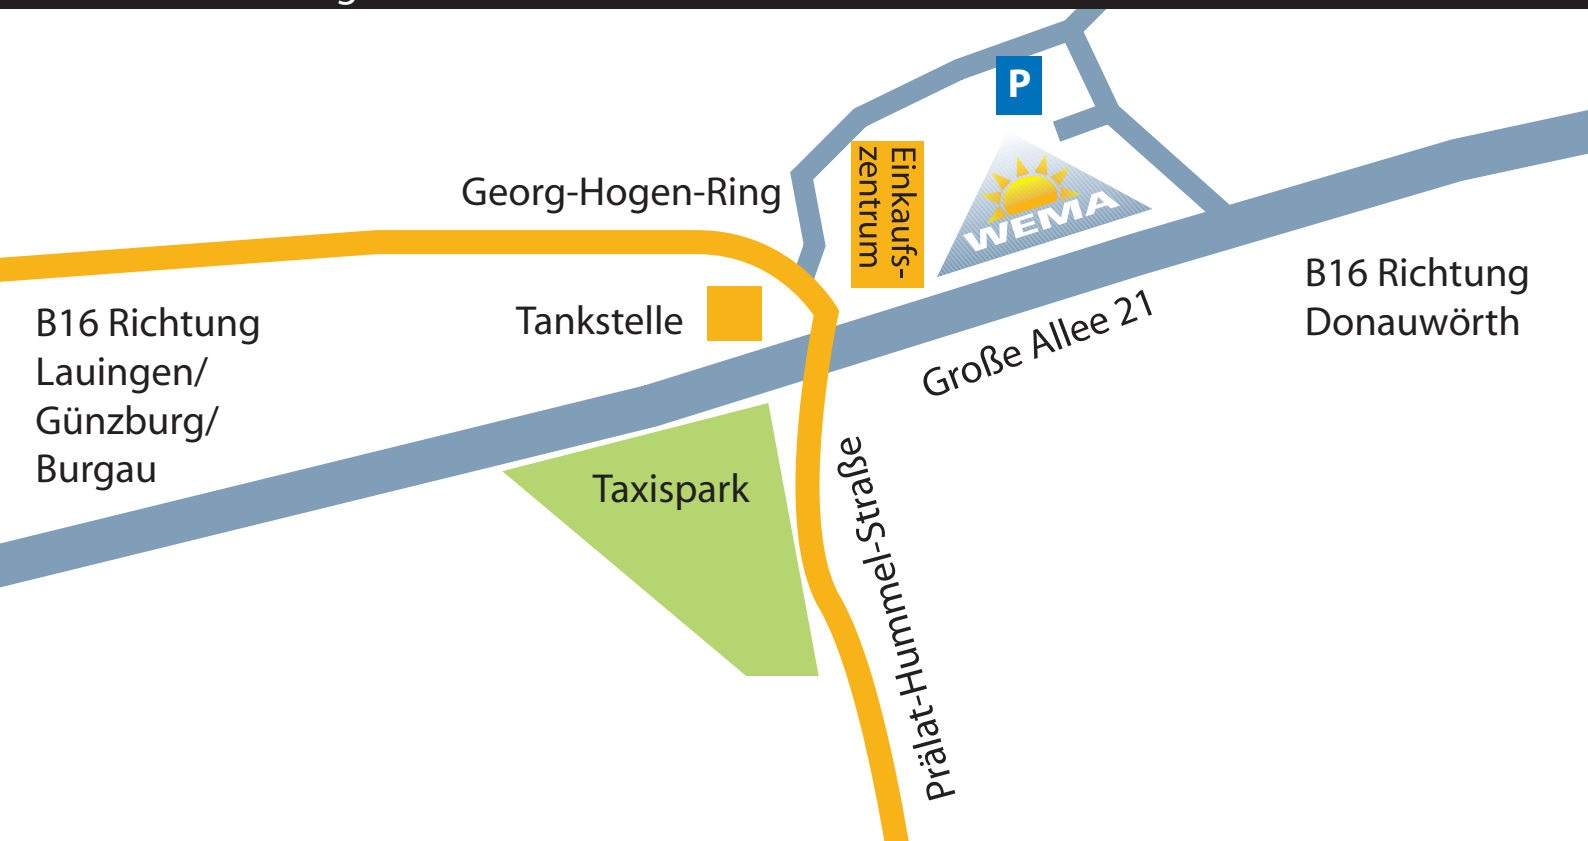 P
Einkaufs-
zentrum
WEMA
Georg-Hogen-Ring
B16 Richtung
Donauwörth
Tankstelle
B16 Richtung
Lauingen/
Günzburg/
Burgau
Große Allee 21
Taxispark
Prälat-Hummel-Straße